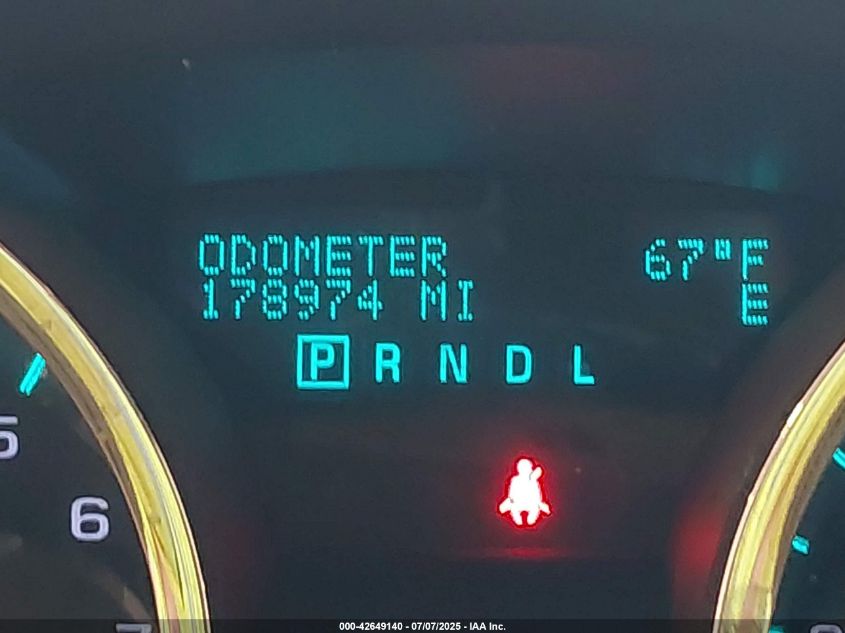 ODOMETER 67°F
178974 MI E
P R N D L
5
6
000-42649140 - 07/07/2025 - IAA Inc.